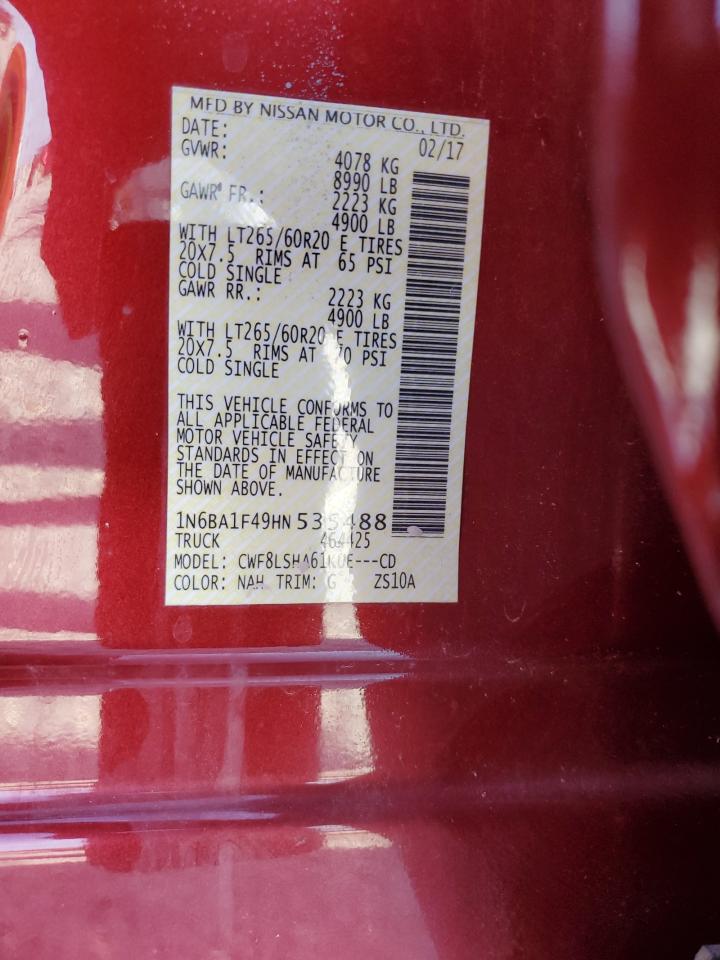 MFD BY NISSAN MOTOR CO., LTD.
DATE: 02/17
GVWR: 4078 KG
8990 LB
GAWR FR.: 2223 KG
4900 LB
WITH LT265/60R20 E TIRES
20X7.5 RIMS AT 65 PSI
COLD SINGLE
GAWR RR.: 2223 KG
4900 LB
WITH LT265/60R20 E TIRES
20X7.5 RIMS AT 70 PSI
COLD SINGLE
THIS VEHICLE CONFORMS TO
ALL APPLICABLE FEDERAL
MOTOR VEHICLE SAFETY
STANDARDS IN EFFECT ON
THE DATE OF MANUFACTURE
SHOWN ABOVE.
1N6BA1F49HN535488
TRUCK 464425
MODEL:
COLOR: NAH TRIM: G ZS10A